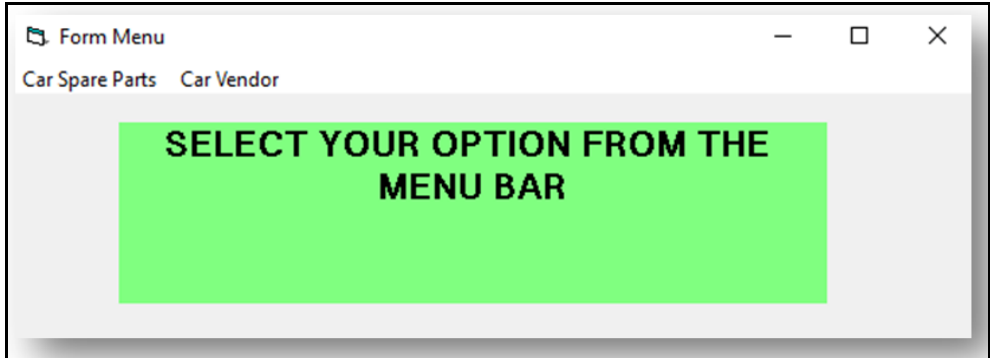 Form Menu
Car Spare Parts Car Vendor
SELECT YOUR OPTION FROM THE
MENU BAR